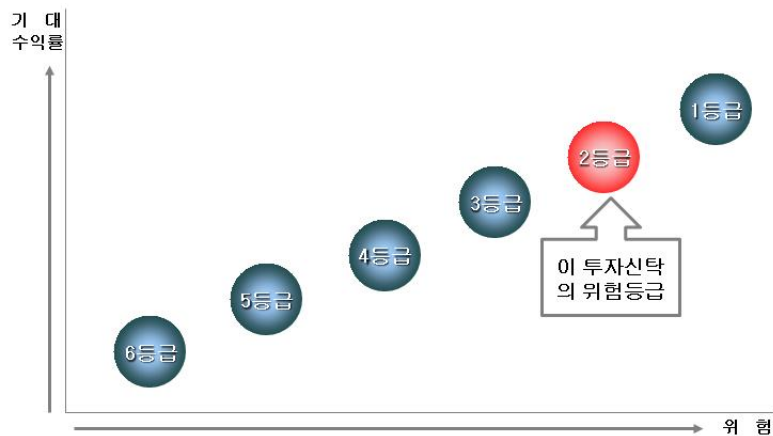 기 대
수익률
1등급
2등급
3등급
4등급
이 투자신탁
의 위험등급
5등급
6등급
위 험